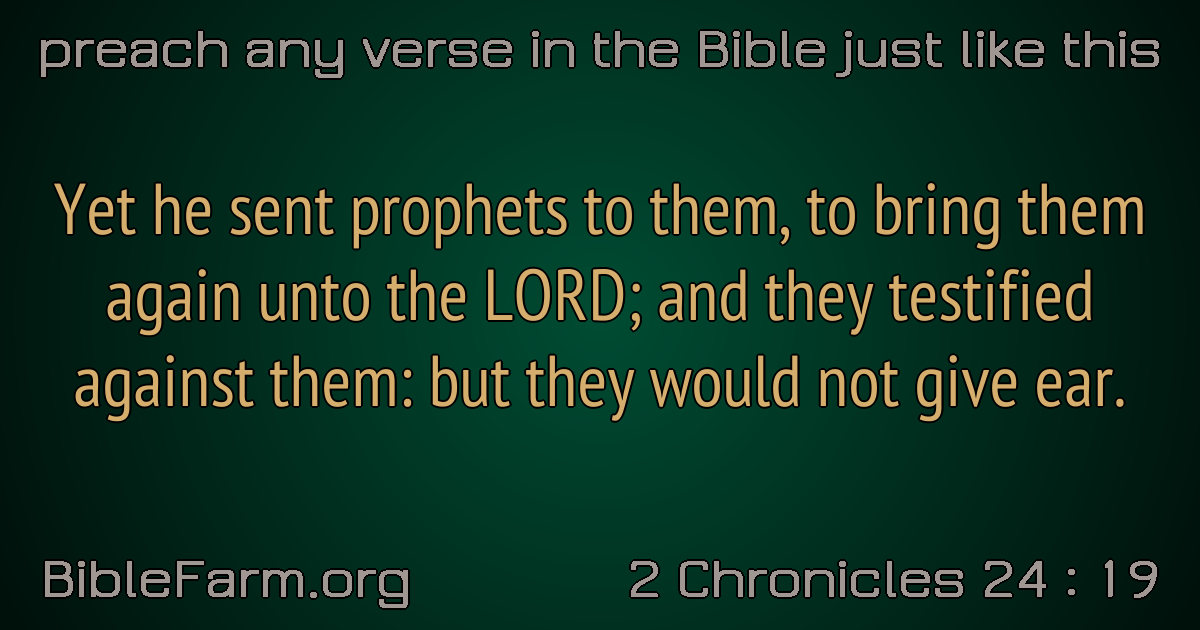 preach any verse in the Bible just like this
Yet he sent prophets to them, to bring them
again unto the LORD; and they testified
against them: but they would not give ear.
BibleFarm.org
2 Chronicles 24 : 19